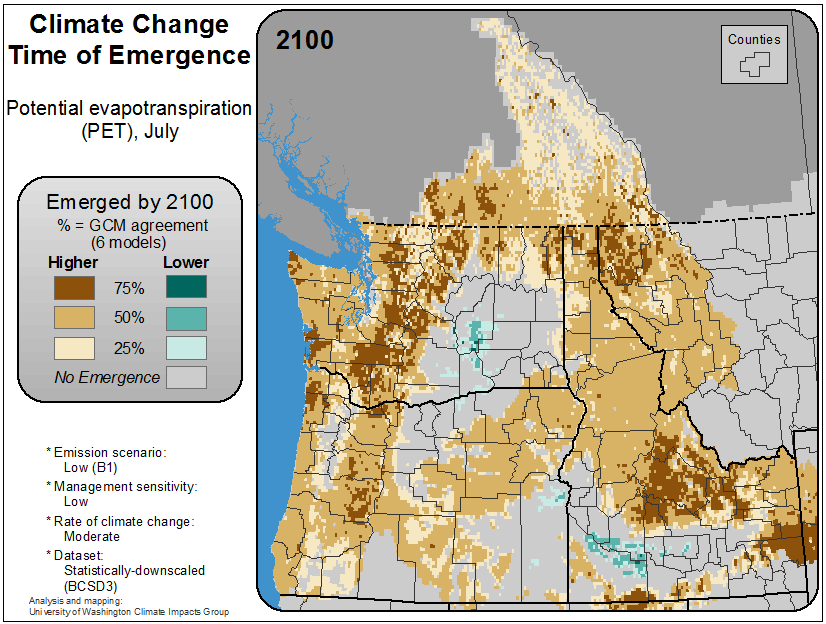 Climate Change
Time of Emergence
Potential evapotranspiration
(PET), July
Emerged by 2100
% = GCM agreement
(6 models)
Higher Lower
75%
50%
25%
No Emergence
* Emission scenario:
Low (B1)
* Management sensitivity:
Low
* Rate of climate change:
Moderate
* Dataset:
Statistically-downscaled
(BCSD3)
Analysis and mapping:
University of Washington Climate Impacts Group
2100
Counties